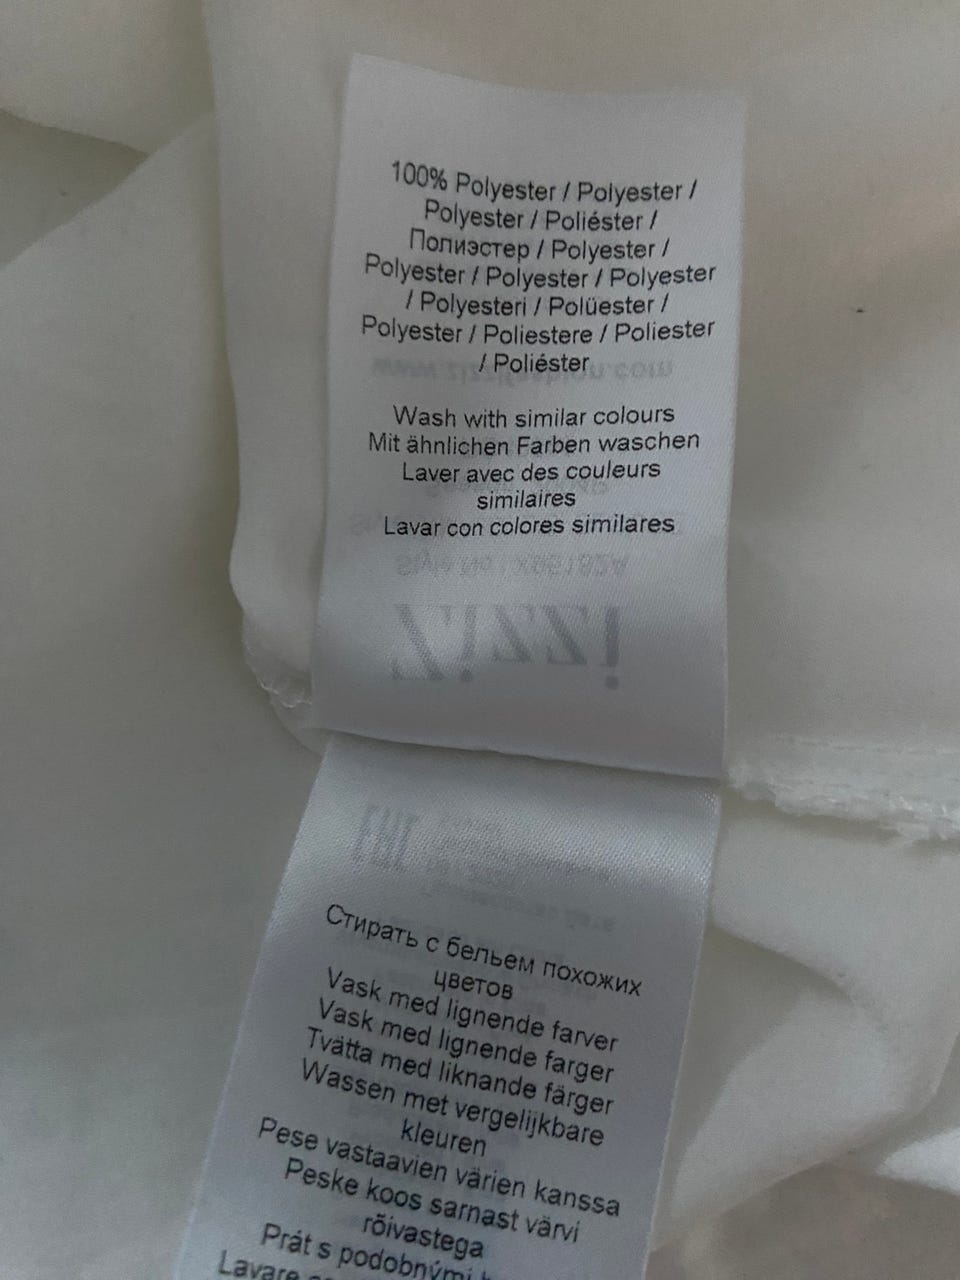 100% Polyester / Polyester /
Polyester / Poliéster /
Полиэстер / Polyester /
Polyester / Polyester / Polyester
/ Polyesteri / Polüester /
Polyester / Poliestere / Poliester
/ Poliéster
Wash with similar colours
Mit ähnlichen Farben waschen
Laver avec des couleurs
similaires
Lavar con colores similares
Zizzi
Стирать с бельем похожих
цветов
Vask med lignende farver
Vask med lignende farger
Tvätta med liknande färger
Wassen met vergelijkbare
kleuren
Pese vastaavien värien kanssa
Peske koos sarnast värvi
rõivastega
Prát s podobnými
Lavare